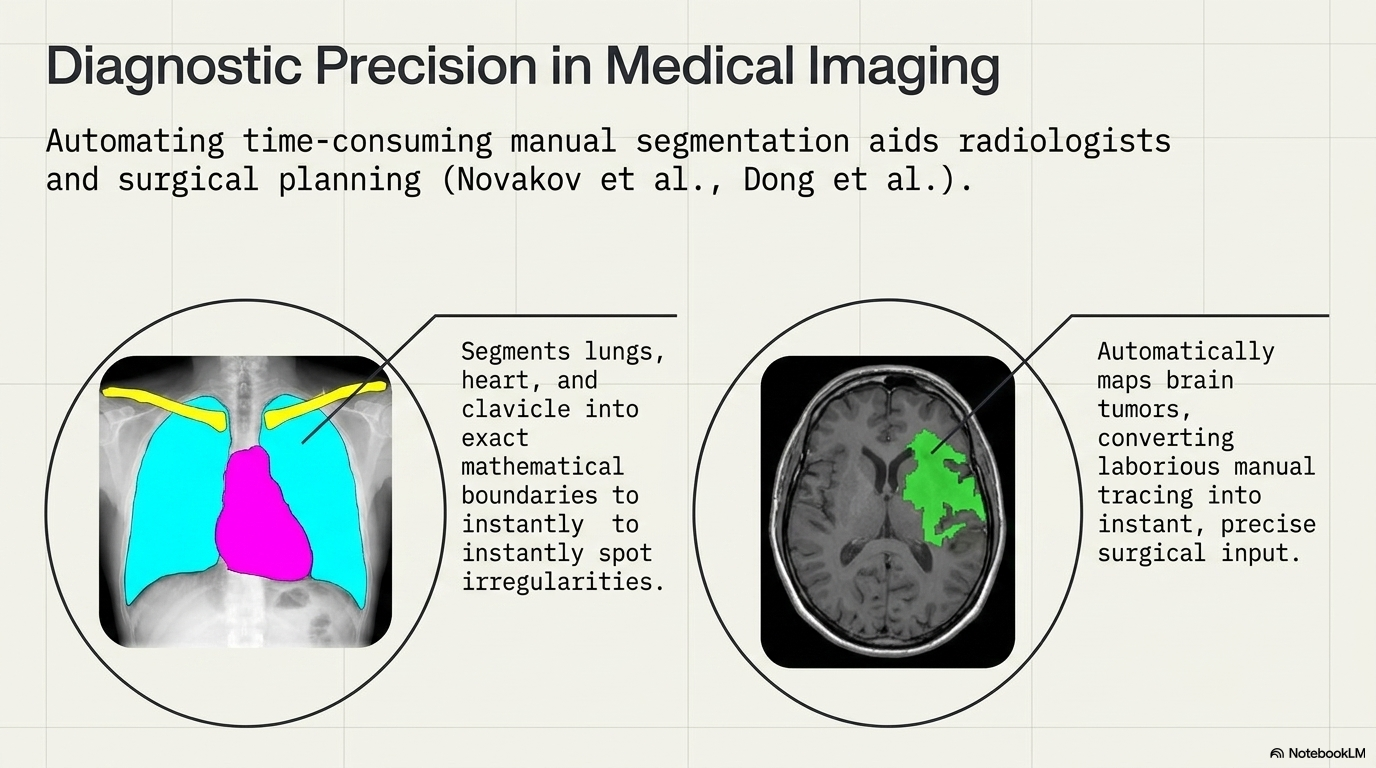 Diagnostic Precision in Medical Imaging
Automating time-consuming manual segmentation aids radiologists
and surgical planning (Novakov et al., Dong et al.).
Segments lungs,
heart, and
clavicle into
exact
mathematical
boundaries to
instantly  to
instantly spot
irregularities.
Automatically
maps brain
tumors,
converting
laborious manual
tracing into
instant, precise
surgical input.
NotebookLM